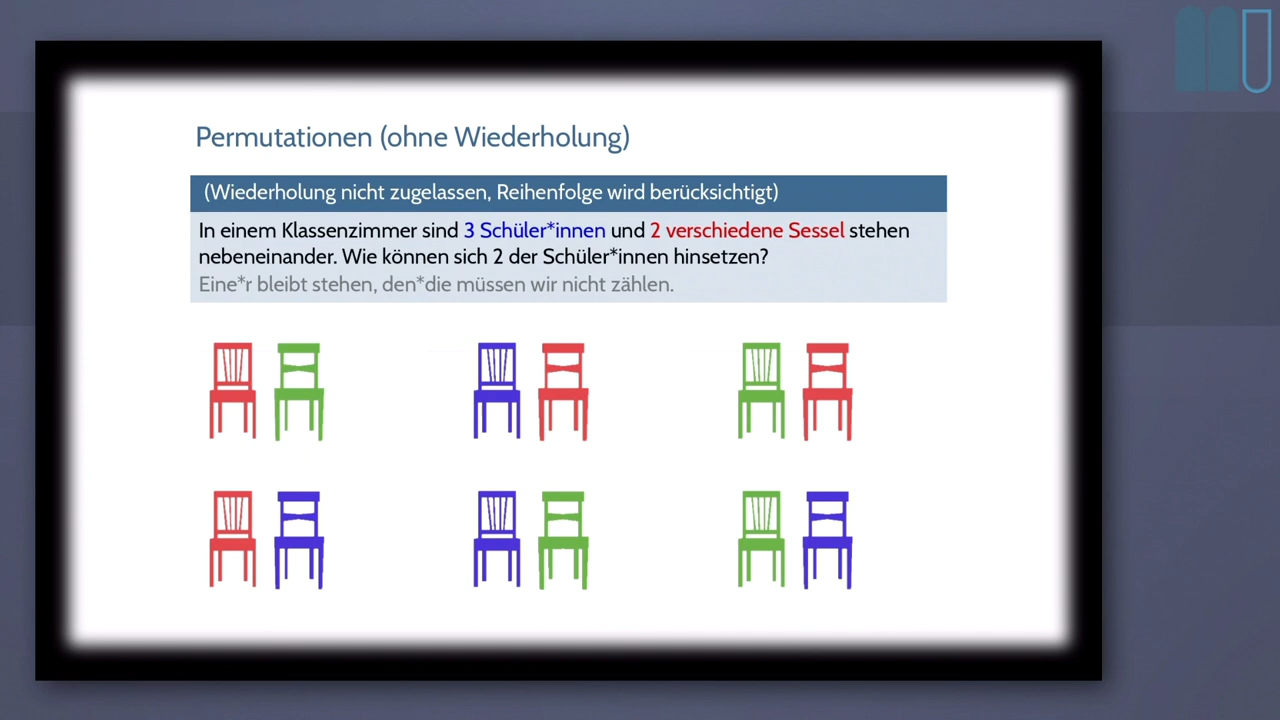 Permutationen (ohne Wiederholung)
(Wiederholung nicht zugelassen, Reihenfolge wird berücksichtigt)
In einem Klassenzimmer sind 3 Schüler*innen und 2 verschiedene Sessel stehen
nebeneinander. Wie können sich 2 der Schüler*innen hinsetzen?
Eine*r bleibt stehen, den*die müssen wir nicht zählen.